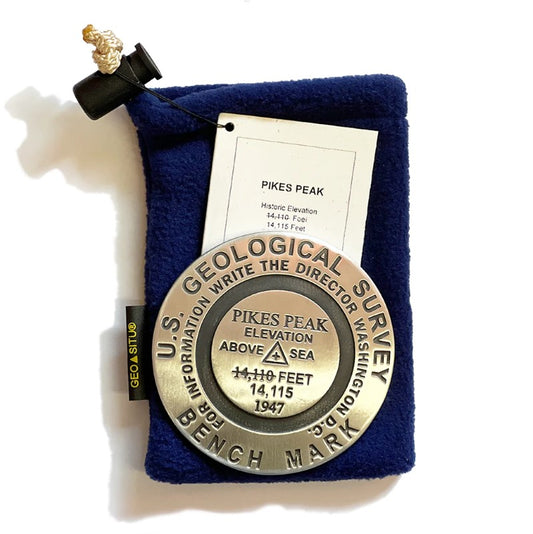 PIKES PEAK
Historic Elevation
14,110 Feet
14,115 Feet
U.S. GEOLOGICAL SURVEY
FOR INFORMATION WRITE THE DIRECTOR WASHINGTON D.C.
PIKES PEAK
ELEVATION
ABOVE SEA
14,110 FEET
14,115
1947
BENCH MARK
GEO▲SITU®